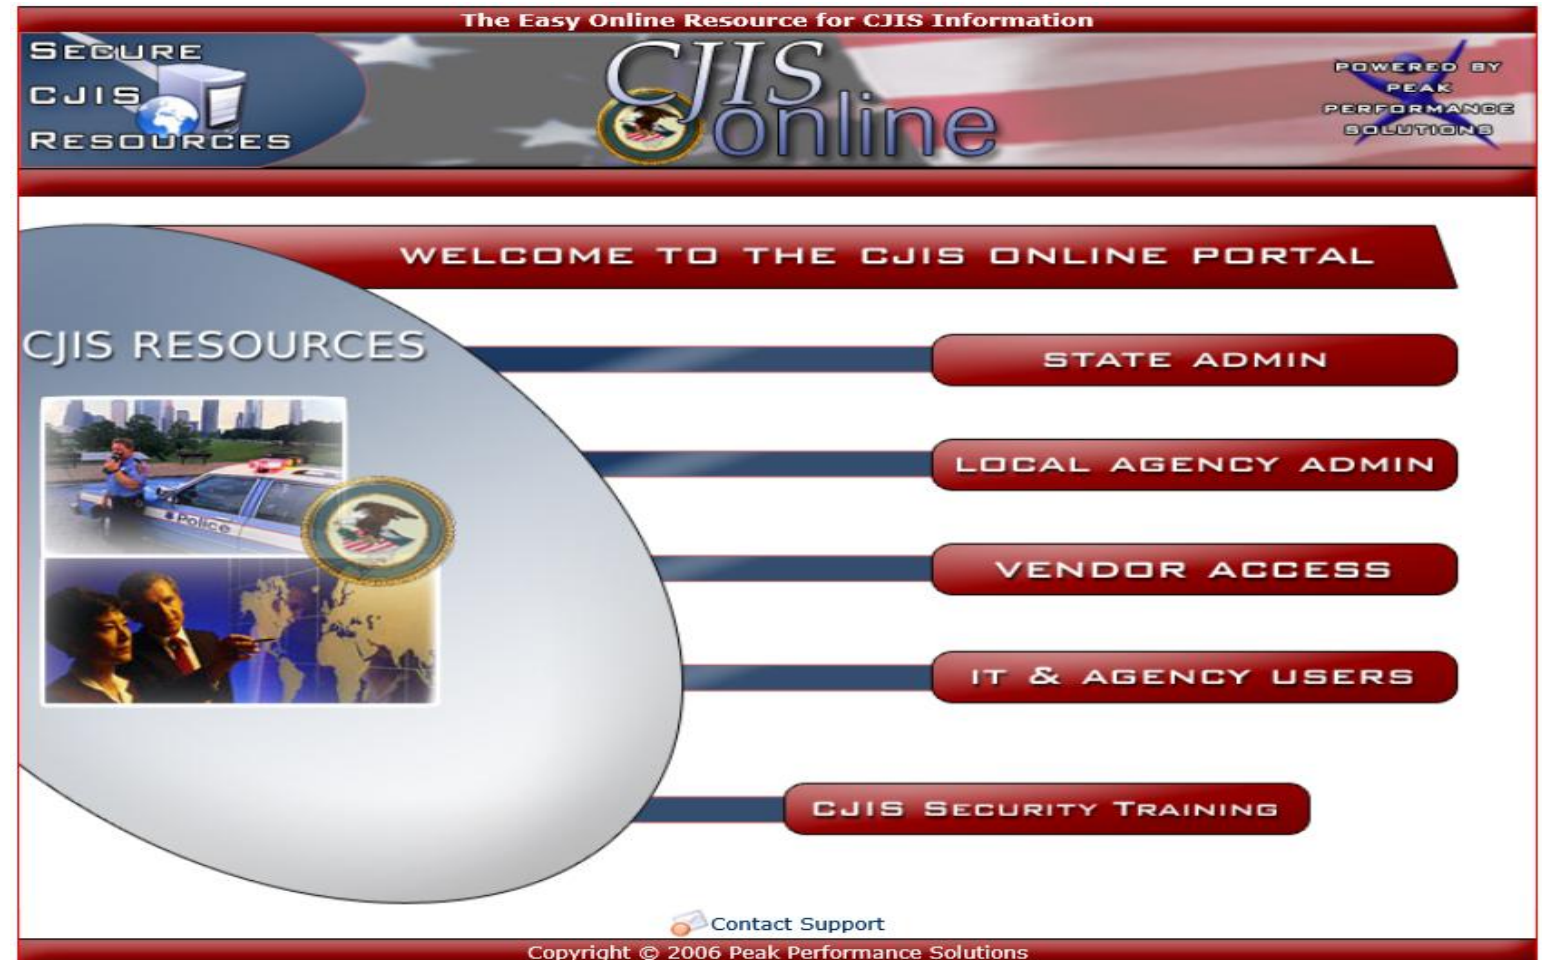 The Easy Online Resource for CJIS Information
SECURE
CJIS
RESOURCES
CJIS
online
POWERED BY
PEAK
PERFORMANCE
SOLUTIONS
WELCOME TO THE CJIS ONLINE PORTAL
CJIS RESOURCES
Police
STATE ADMIN
LOCAL AGENCY ADMIN
VENDOR ACCESS
IT & AGENCY USERS
CJIS SECURITY TRAINING
Contact Support
Copyright © 2006 Peak Performance Solutions